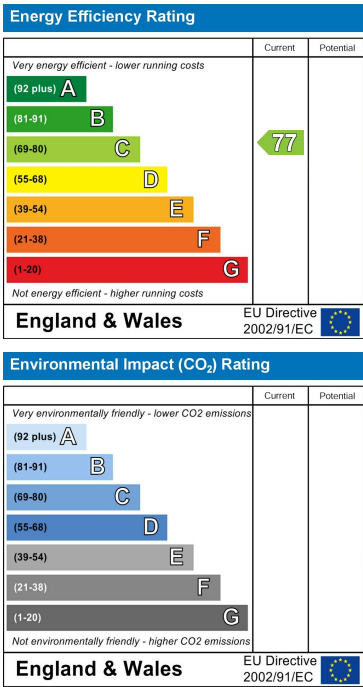 Energy Efficiency Rating
Current Potential
Very energy efficient - lower running costs
(92 plus) A
(81-91) B
(69-80) C 77
(55-68) D
(39-54) E
(21-38) F
(1-20) G
Not energy efficient - higher running costs
England & Wales EU Directive
2002/91/EC
Environmental Impact (CO₂) Rating
Current Potential
Very environmentally friendly - lower CO2 emissions
(92 plus) A
(81-91) B
(69-80) C
(55-68) D
(39-54) E
(21-38) F
(1-20) G
Not environmentally friendly - higher CO2 emissions
England & Wales EU Directive
2002/91/EC